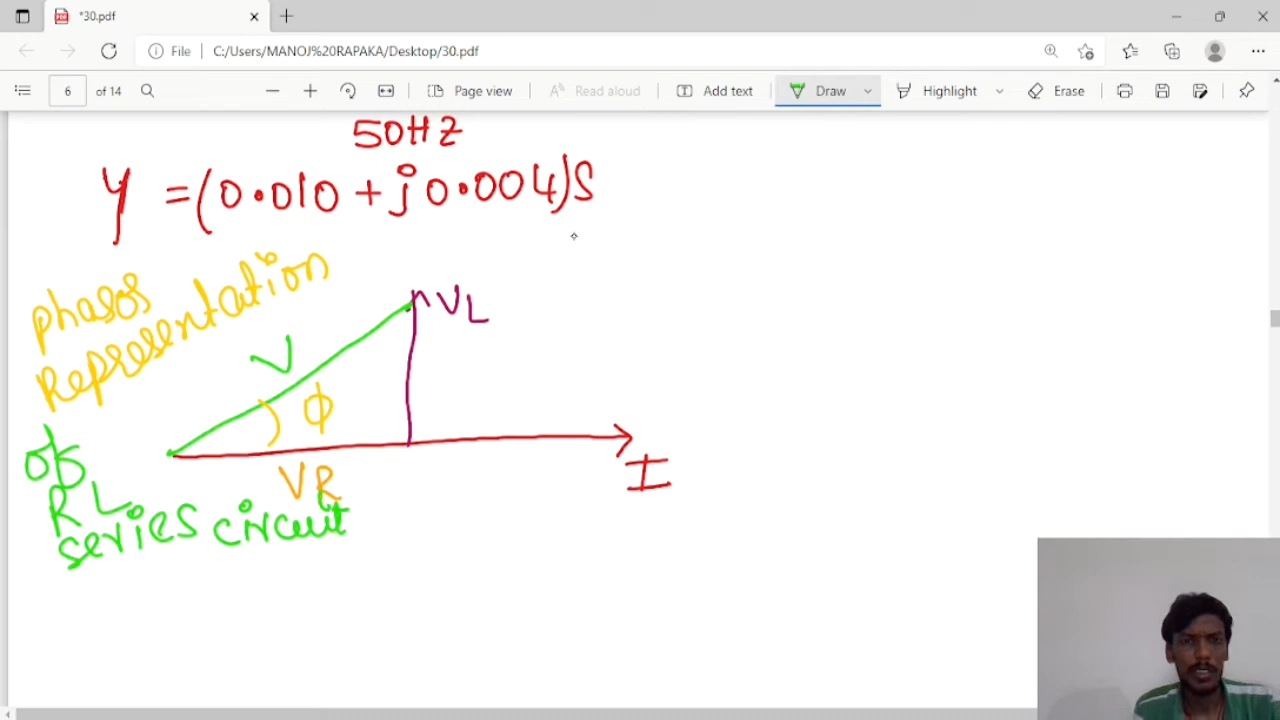 *30.pdf
File
C:/Users/MANOJ%20RAPAKA/Desktop/30.pdf
6 of 14
Page view
Read aloud
Add text
Draw
Highlight
Erase
50HZ
Y = (0.010 + j0.004)S
phasor
Representation
of
RL
series circuit
V
φ
VL
VR
I